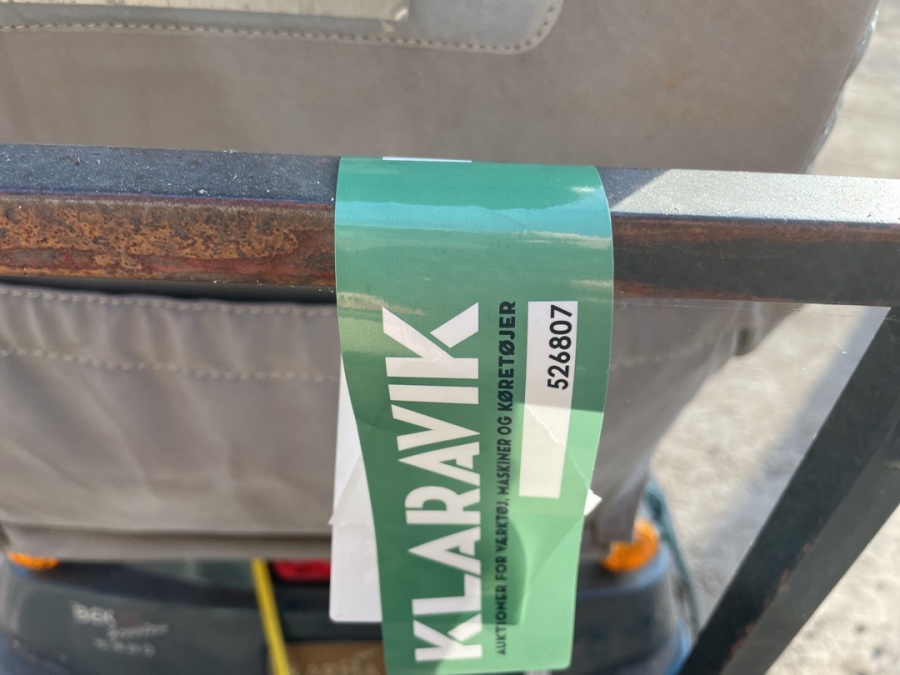 KLARAVIK
AUKTIONER FOR VÆRKTØJ, MASKINER OG KØRETØJER
526807